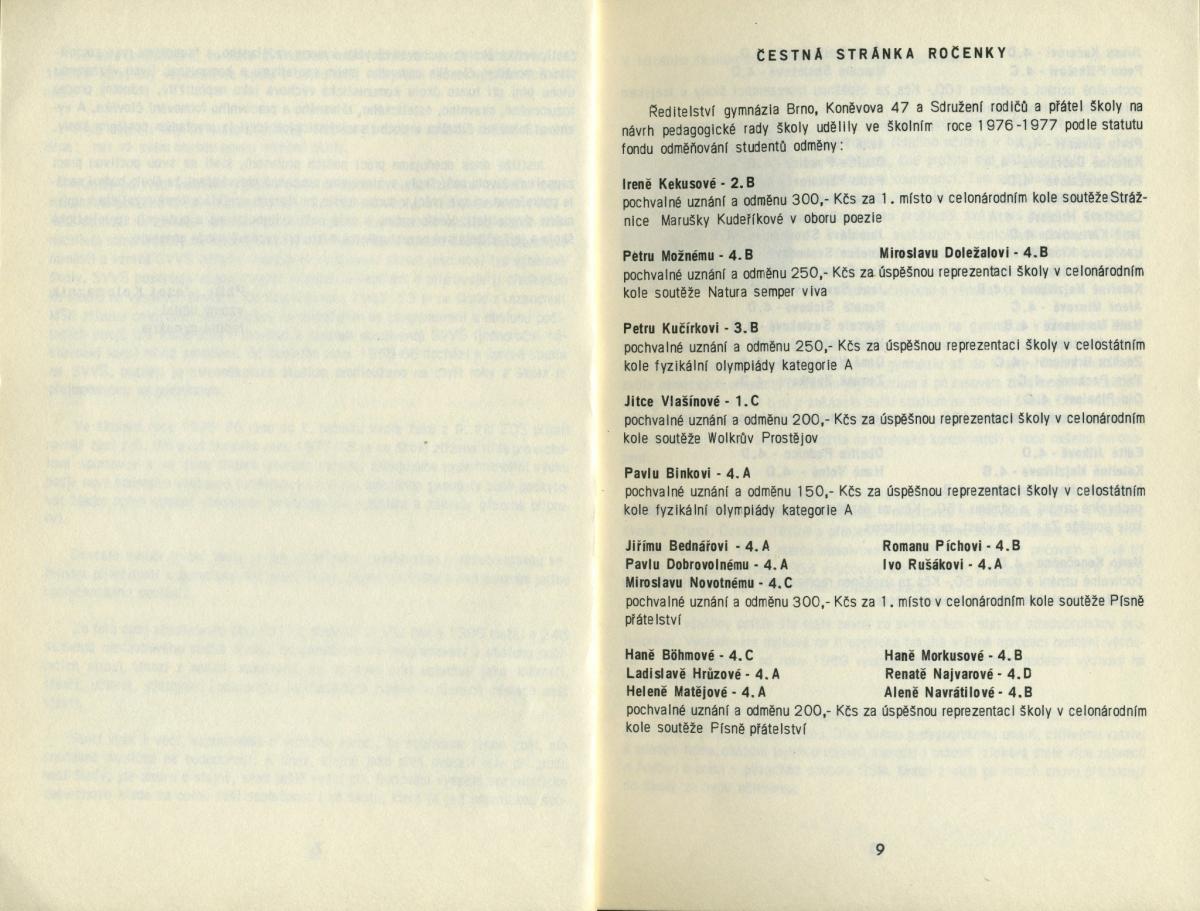 ČESTNÁ STRÁNKA ROČENKY
Ředitelství gymnázia Brno, Koněvova 47 a Sdružení rodičů a přátel školy na
návrh pedagogické rady školy udělily ve školním roce 1976-1977 podle statutu
fondu odměňování studentů odměny:
Ireně Kekusové - 2.B
pochvalné uznání a odměnu 300,- Kčs za 1. místo v celonárodním kole soutěže Stráž-
nice Marušky Kudeříkové v oboru poezie
Petru Možnému - 4.B Miroslavu Doležalovi - 4.B
pochvalné uznání a odměnu 250,- Kčs za úspěšnou reprezentaci školy v celonárodním
kole soutěže Natura semper viva
Petru Kučírkovi - 3.B
pochvalné uznání a odměnu 250,- Kčs za úspěšnou reprezentaci školy v celostátním
kole fyzikální olympiády kategorie A
Jitce Vlašínové - 1.C
pochvalné uznání a odměnu 200,- Kčs za úspěšnou reprezentaci školy v celonárodním
kole soutěže Wolkrův Prostějov
Pavlu Binkovi - 4.A
pochvalné uznání a odměnu 150,- Kčs za úspěšnou reprezentaci školy v celostátním
kole fyzikální olympiády kategorie A
Jiřímu Bednářovi - 4.A Romanu Píchovi - 4.B
Pavlu Dobrovolnému - 4.A Ivo Rušákovi - 4.A
Miroslavu Novotnému - 4.C
pochvalné uznání a odměnu 300,- Kčs za 1. místo v celonárodním kole soutěže Písně
přátelství
Haně Böhmové - 4.C Haně Morkusové - 4.B
Ladislavě Hrůzové - 4.A Renatě Najvarové - 4.D
Heleně Matějové - 4.A Aleně Navrátilové - 4.B
pochvalné uznání a odměnu 200,- Kčs za úspěšnou reprezentaci školy v celonárodním
kole soutěže Písně přátelství
9